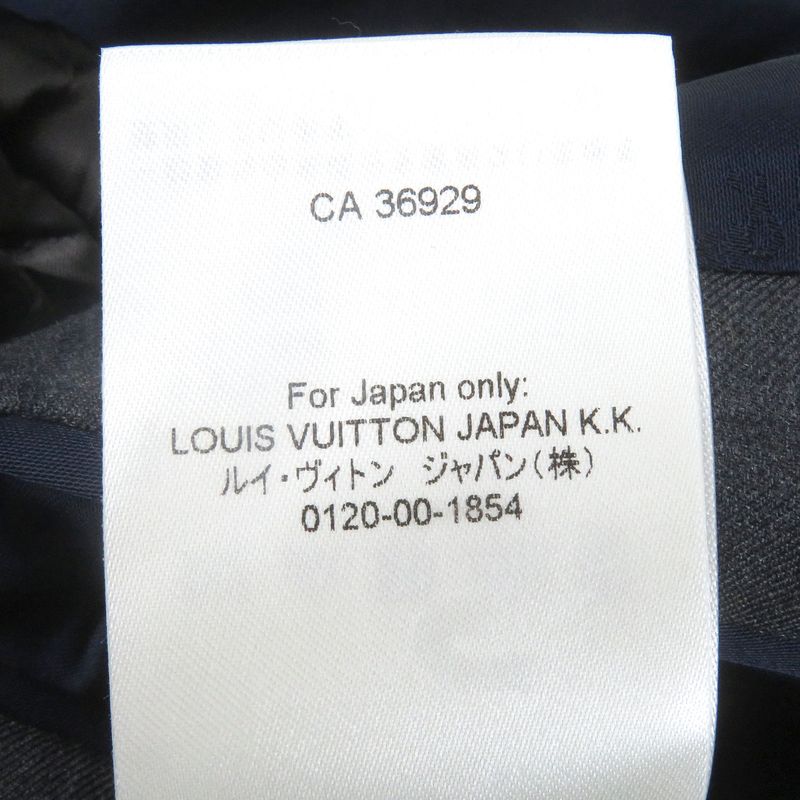 CA 36929
For Japan only:
LOUIS VUITTON JAPAN K.K.
ルイ・ヴィトン ジャパン(株)
0120-00-1854